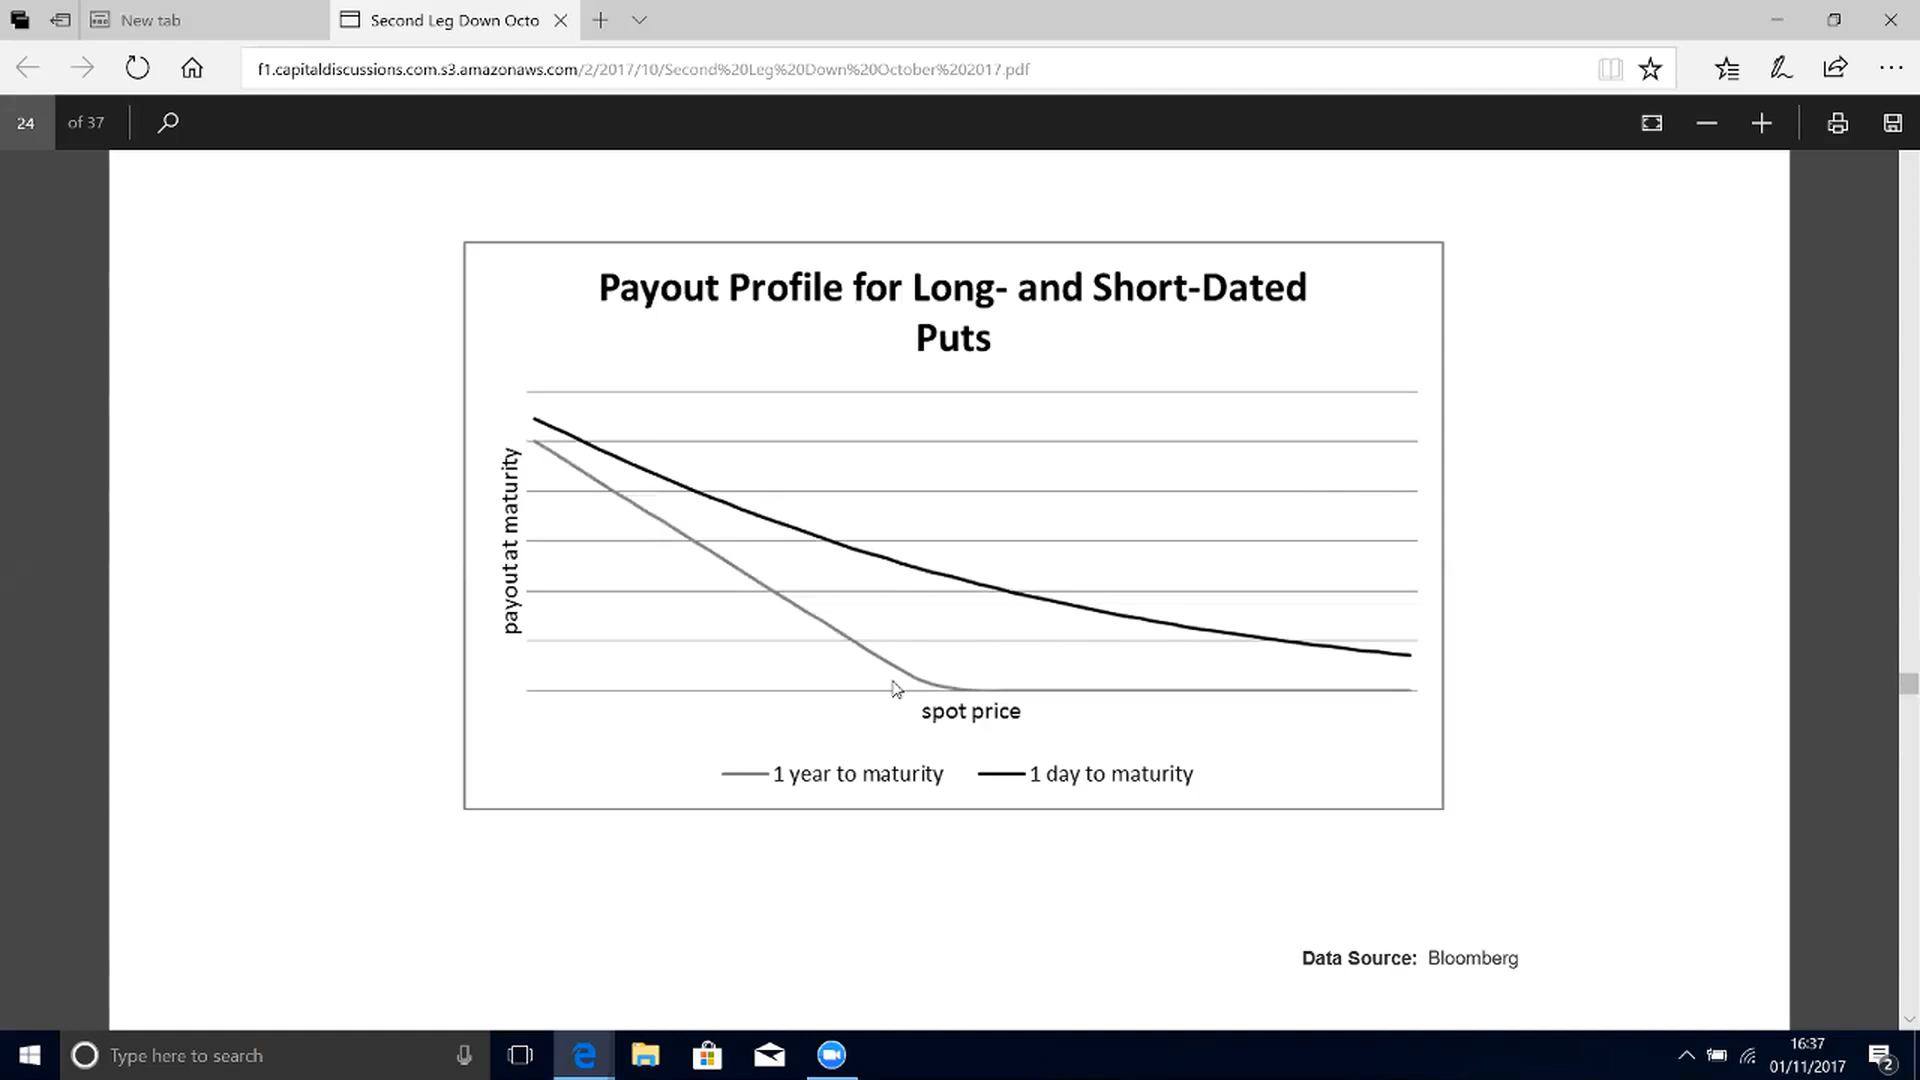 New tab
Second Leg Down Octo
f1.capitaldiscussions.com.s3.amazonaws.com/2/2017/10/Second%20Leg%20Down%20October%202017.pdf
24 of 37
Payout Profile for Long- and Short-Dated
Puts
payout at maturity
spot price
1 year to maturity
1 day to maturity
Data Source: Bloomberg
Type here to search
16:37
01/11/2017
2